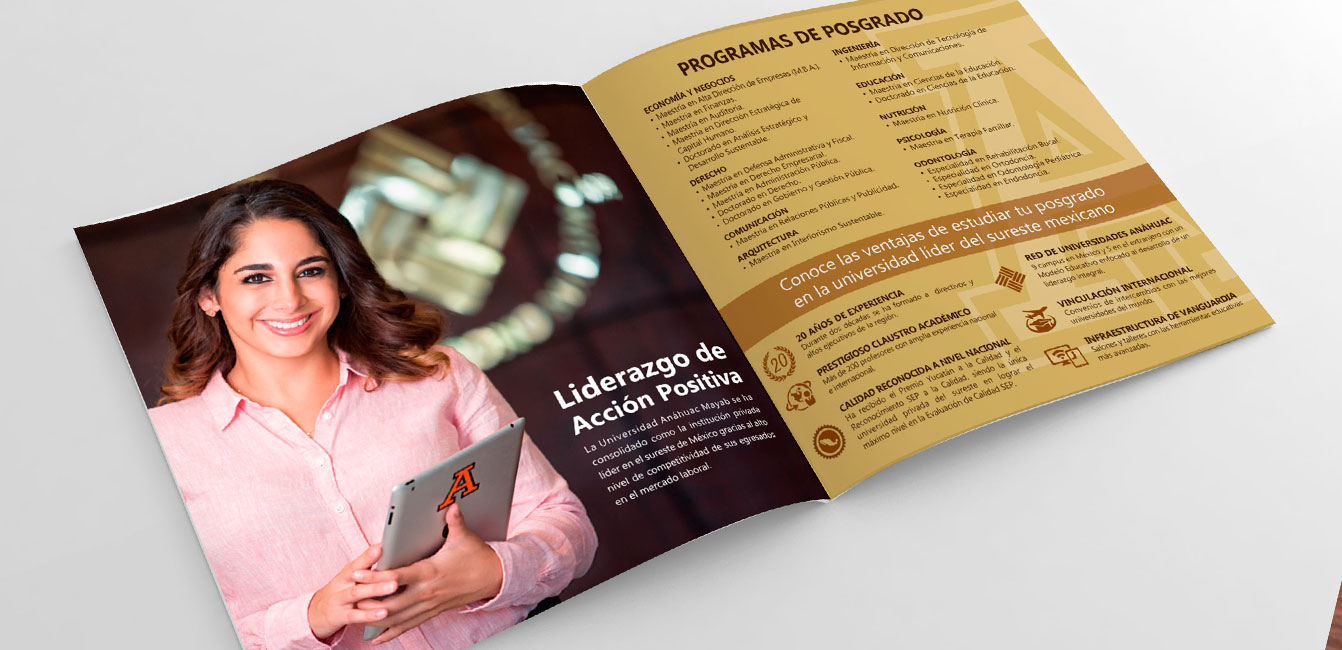 Liderazgo de
Acción Positiva
La Universidad Anáhuac Mayab se ha
consolidado como la institución privada
líder en el sureste de México gracias al alto
nivel de competitividad de sus egresados
en el mercado laboral.
A
PROGRAMAS DE POSGRADO
ECONOMÍA Y NEGOCIOS
• Maestría en Alta Dirección de Empresas (M.B.A.).
• Maestría en Finanzas.
• Maestría en Auditoría.
• Maestría en Dirección Estratégica de
Capital Humano.
• Doctorado en Análisis Estratégico y
Desarrollo Sustentable.
DERECHO
• Maestría en Defensa Administrativa y Fiscal.
• Maestría en Derecho Empresarial.
• Maestría en Administración Pública.
• Doctorado en Derecho.
• Doctorado en Gobierno y Gestión Pública.
COMUNICACIÓN
• Maestría en Relaciones Públicas y Publicidad.
ARQUITECTURA
• Maestría en Interiorismo Sustentable.
INGENIERÍA
• Maestría en Dirección de Tecnología de
Información y Comunicaciones.
EDUCACIÓN
• Maestría en Ciencias de la Educación.
• Doctorado en Ciencias de la Educación.
NUTRICIÓN
• Maestría en Nutrición Clínica.
PSICOLOGÍA
• Maestría en Terapia Familiar.
ODONTOLOGÍA
• Especialidad en Rehabilitación Bucal.
• Especialidad en Ortodoncia.
• Especialidad en Odontología Pediátrica.
• Especialidad en Endodoncia.
Conoce las ventajas de estudiar tu posgrado
en la universidad líder del sureste mexicano
20
20 AÑOS DE EXPERIENCIA
Durante dos décadas se ha formado a directivos y
altos ejecutivos de la región.
PRESTIGIOSO CLAUSTRO ACADÉMICO
Más de 200 profesores con amplia experiencia nacional
e internacional.
CALIDAD RECONOCIDA A NIVEL NACIONAL
Ha recibido el Premio Yucatán a la Calidad y el
Reconocimiento SEP a la Calidad, siendo la única
universidad privada del sureste en lograr el
máximo nivel en la Evaluación de Calidad SEP.
RED DE UNIVERSIDADES ANÁHUAC
9 campus en México y 5 en el extranjero con un
Modelo Educativo enfocado al desarrollo de un
liderazgo integral.
VINCULACIÓN INTERNACIONAL
Convenios de intercambios con las mejores
universidades del mundo.
INFRAESTRUCTURA DE VANGUARDIA
Salones y talleres con las herramientas educativas
más avanzadas.